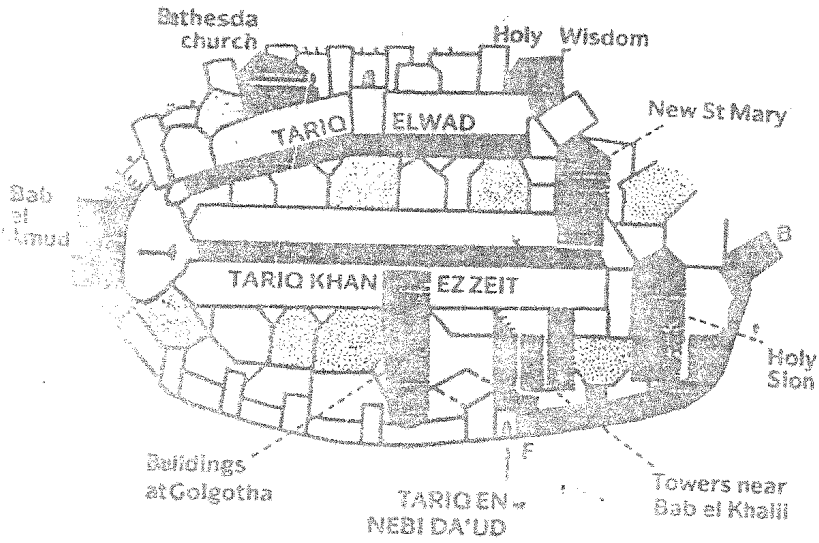 Bethesda
church
Holy Wisdom
New St Mary
TARIQ ELWAD
Bab
el
Amud
B
TARIQ KHAN EZ ZEIT
Holy
Sion
F
Buildings
at Golgotha
TARIQ EN
NEBI DA'UD
Towers near
Bab el Khalil